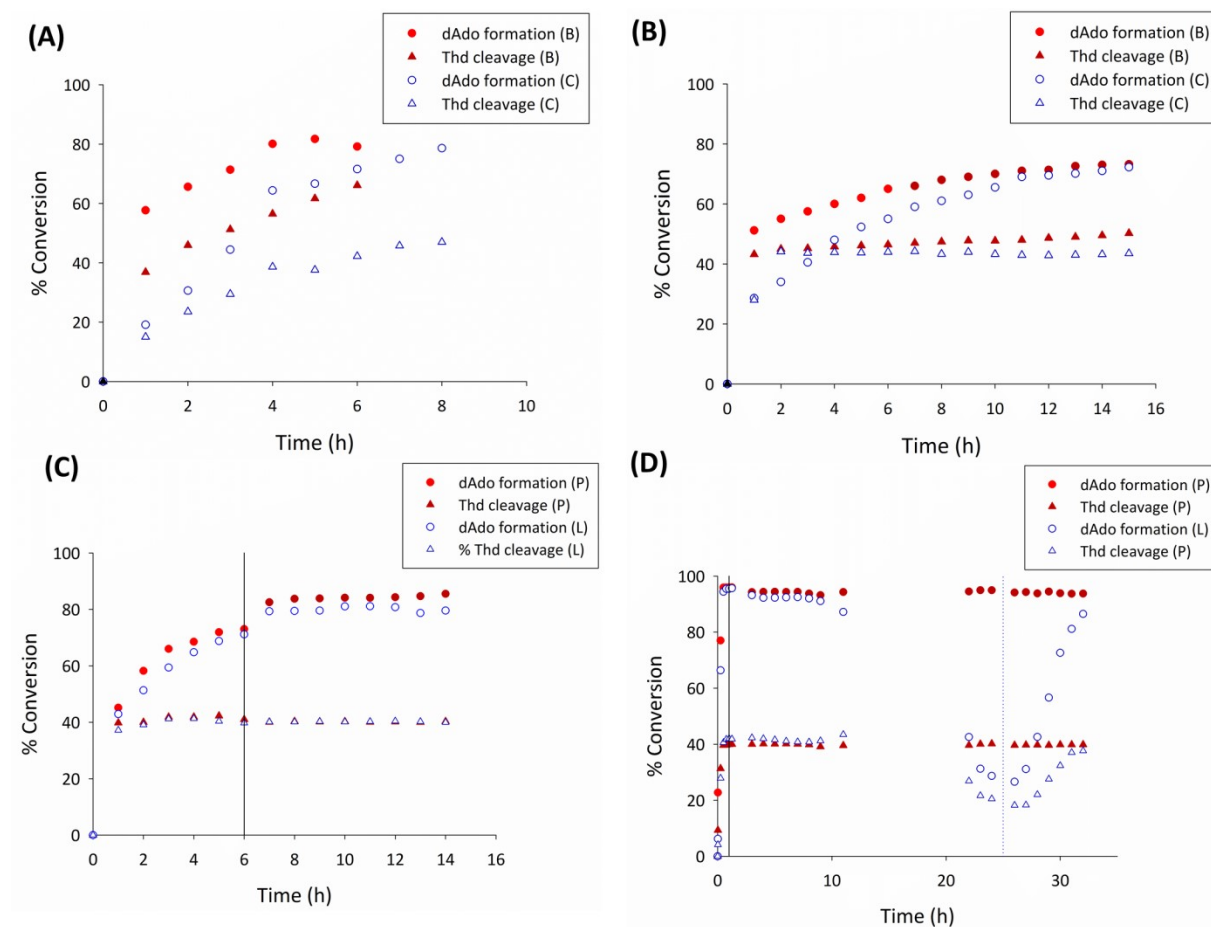 (A)
dAdo formation (B)
Thd cleavage (B)
dAdo formation (C)
Thd cleavage (C)
100
80
60
40
20
0
% Conversion
0 2 4 6 8 10
Time (h)
(B)
dAdo formation (B)
Thd cleavage (B)
dAdo formation (C)
Thd cleavage (C)
100
80
60
40
20
0
% Conversion
0 2 4 6 8 10 12 14 16
Time (h)
(C)
dAdo formation (P)
Thd cleavage (P)
dAdo formation (L)
% Thd cleavage (L)
100
80
60
40
20
0
% Conversion
0 2 4 6 8 10 12 14 16
Time (h)
(D)
dAdo formation (P)
Thd cleavage (P)
dAdo formation (L)
Thd cleavage (P)
100
80
60
40
20
0
% Conversion
0 10 20 30
Time (h)